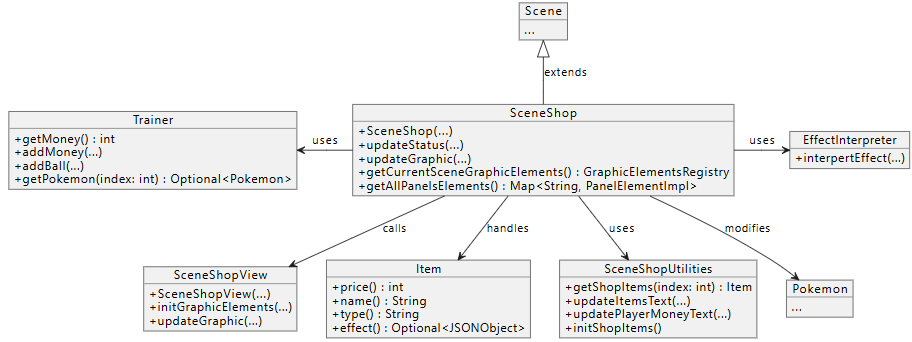 Scene
...
extends
Trainer
+getMoney() : int
+addMoney(...)
+addBall(...)
+getPokemon(index: int) : Optional<Pokemon>
uses
SceneShop
+SceneShop(...)
+updateStatus(...)
+updateGraphic(...)
+getCurrentSceneGraphicElements() : GraphicElementsRegistry
+getAllPanelsElements() : Map<String, PanelElementImpl>
uses
EffectInterpreter
+interpertEffect(...)
calls
handles
uses
modifies
SceneShopView
+SceneShopView(...)
+initGraphicElements(...)
+updateGraphic(...)
Item
+price() : int
+name() : String
+type() : String
+effect() : Optional<JSONObject>
SceneShopUtilities
+getShopItems(index: int) : Item
+updateItemsText(...)
+updatePlayerMoneyText(...)
+initShopItems()
Pokemon
...